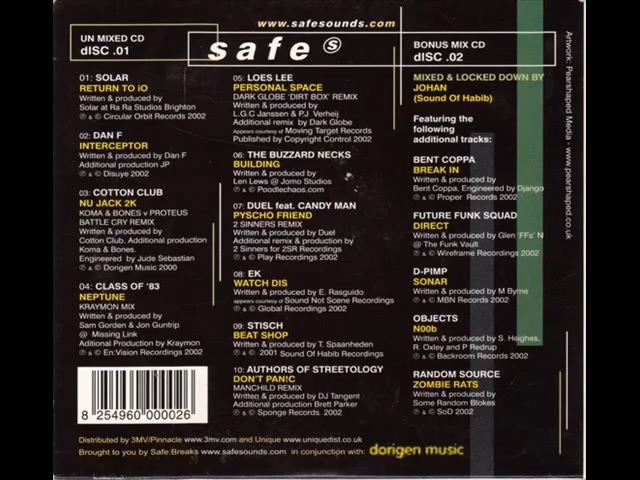 www.safesounds.com
UN MIXED CD
dISC .01
safe s
BONUS MIX CD
dISC .02
01: SOLAR
RETURN TO iO
Written & produced by
Solar at Ra Ra Studios Brighton
℗ & © Circular Orbit Records 2002
02: DAN F
INTERCEPTOR
Written & produced by Dan F
Additional production JP
℗ & © Disuye 2002
03: COTTON CLUB
NU JACK 2K
KOMA & BONES v PROTEUS
BATTLE CRY REMIX
Written & produced by
Cotton Club. Additional production
Koma & Bones.
Engineered by Jude Sebastian
℗ & © Dorigen Music 2000
04: CLASS OF '83
NEPTUNE
KRAYMON MIX
Written & produced by
Sam Gorden & Jon Guntrip
@ Missing Link
Aditional Production by Kraymon
℗ & © En:Vision Recordings 2002
05: LOES LEE
PERSONAL SPACE
DARK GLOBE 'DIRT BOX' REMIX
Written & produced by
L.G.C Janssen & P.J Verheij
Additional remix by Dark Globe
Appears courtesy of Moving Target Records
Published by Copyright Control 2002
06: THE BUZZARD NECKS
BUILDING
Written & produced by
Len Lews @ Jomo Studios
℗ & © Poodlechaos.com
07: DUEL feat. CANDY MAN
PYSCHO FRIEND
2 SINNERS REMIX
Written & produced by Duel
Additional remix & production by
2 Sinners for 2SR Recordings
℗ & © Play Recordings 2002
08: EK
WATCH DIS
Written & produced by E. Rasguido
appears courtesy of Sound Not Scene Recordings
℗ & © Global Recordings 2002
09: STISCH
BEAT SHOP
Written & produced by T. Spaanheden
℗ & © 2001 Sound Of Habib Recordings
10: AUTHORS OF STREETOLOGY
DON'T PAN!C
MANCHILD REMIX
Written & produced by DJ Tangent
Additional production Brett Parker
℗ & © Sponge Records. 2002
MIXED & LOCKED DOWN BY
JOHAN
(Sound Of Habib)
Featuring the
following
additional tracks:
BENT COPPA
BREAK IN
Written & produced by
Bent Coppa, Engineered by Django
℗ & © Proper Records 2002
FUTURE FUNK SQUAD
DIRECT
Written & produced by Glen 'FFs' N
@ The Funk Vault
℗ & © Wireframe Recordings 2002
D-PIMP
SONAR
Written & produced by M Byrne
℗ & © MBN Records 2002
OBJECTS
N00b
Written & produced by S. Heighes,
R. Oxley and P Redrup
℗ & © Backroom Records 2002
RANDOM SOURCE
ZOMBIE RATS
Written & produced by
Some Random Blokes
℗ & © SoD 2002
Artwork: Pearshaped Media - www.pearshaped.co.uk
8 254960 000026
Distributed by 3MV/Pinnacle www.3mv.com and Unique www.uniquedist.co.uk
Brought to you by Safe:Breaks www.safesounds.com in conjunction with: dorigen music